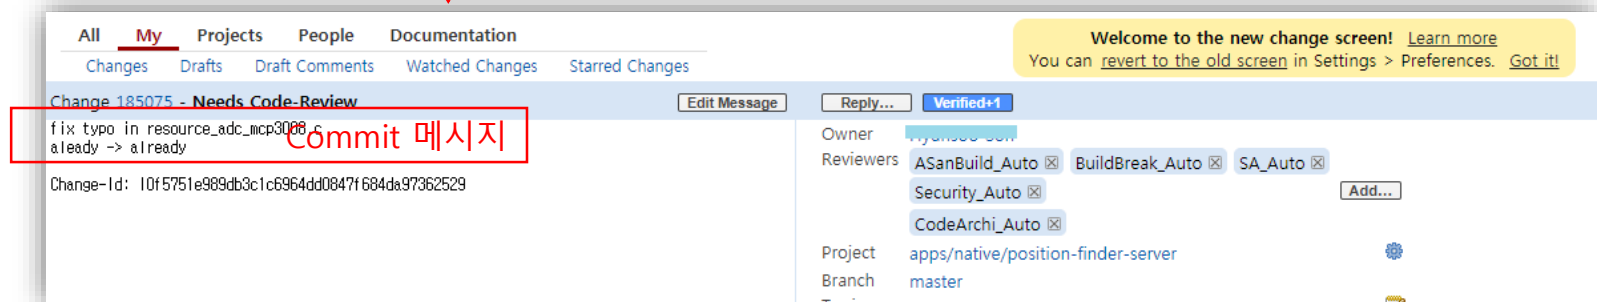 All My Projects People Documentation
Changes Drafts Draft Comments Watched Changes Starred Changes
Welcome to the new change screen! Learn more
You can revert to the old screen in Settings > Preferences. Got it!
Change 185075 - Needs Code-Review Edit Message
fix typo in resource_adc_mcp3008.c
aleady -> already
Commit 메시지
Change-Id: I0f5751e989db3c1c6964dd0847f684da97362529
Reply... Verified+1
Owner
Reviewers ASanBuild_Auto BuildBreak_Auto SA_Auto
Security_Auto Add...
CodeArchi_Auto
Project apps/native/position-finder-server
Branch master